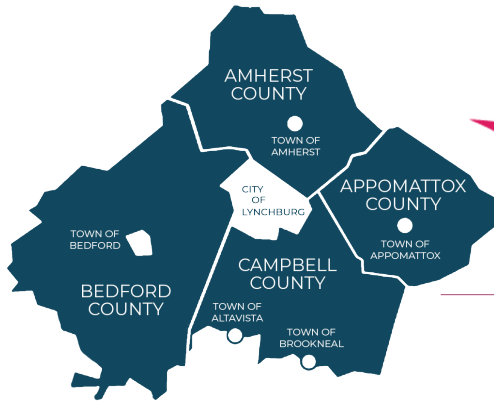 AMHERST
COUNTY
TOWN OF
AMHERST
CITY
OF
LYNCHBURG
APPOMATTOX
COUNTY
TOWN OF
APPOMATTOX
TOWN OF
BEDFORD
BEDFORD
COUNTY
CAMPBELL
COUNTY
TOWN OF
ALTAVISTA
TOWN OF
BROOKNEAL